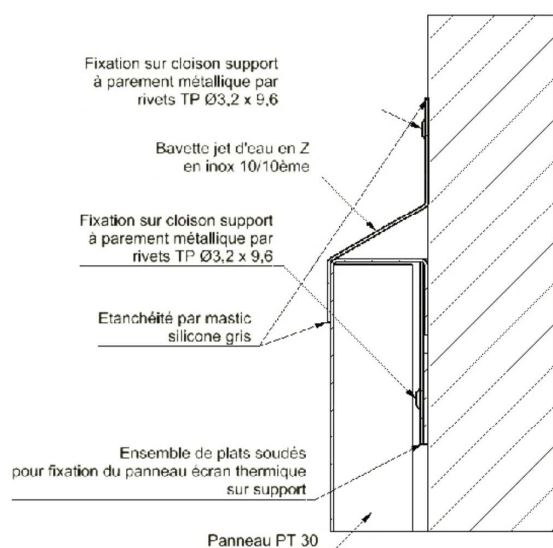 Fixation sur cloison support
à parement métallique par
rivets TP Ø3,2 x 9,6
Bavette jet d'eau en Z
en inox 10/10ème
Fixation sur cloison support
à parement métallique par
rivets TP Ø3,2 x 9,6
Etanchéité par mastic
silicone gris
Ensemble de plats soudés
pour fixation du panneau écran thermique
sur support
Panneau PT 30